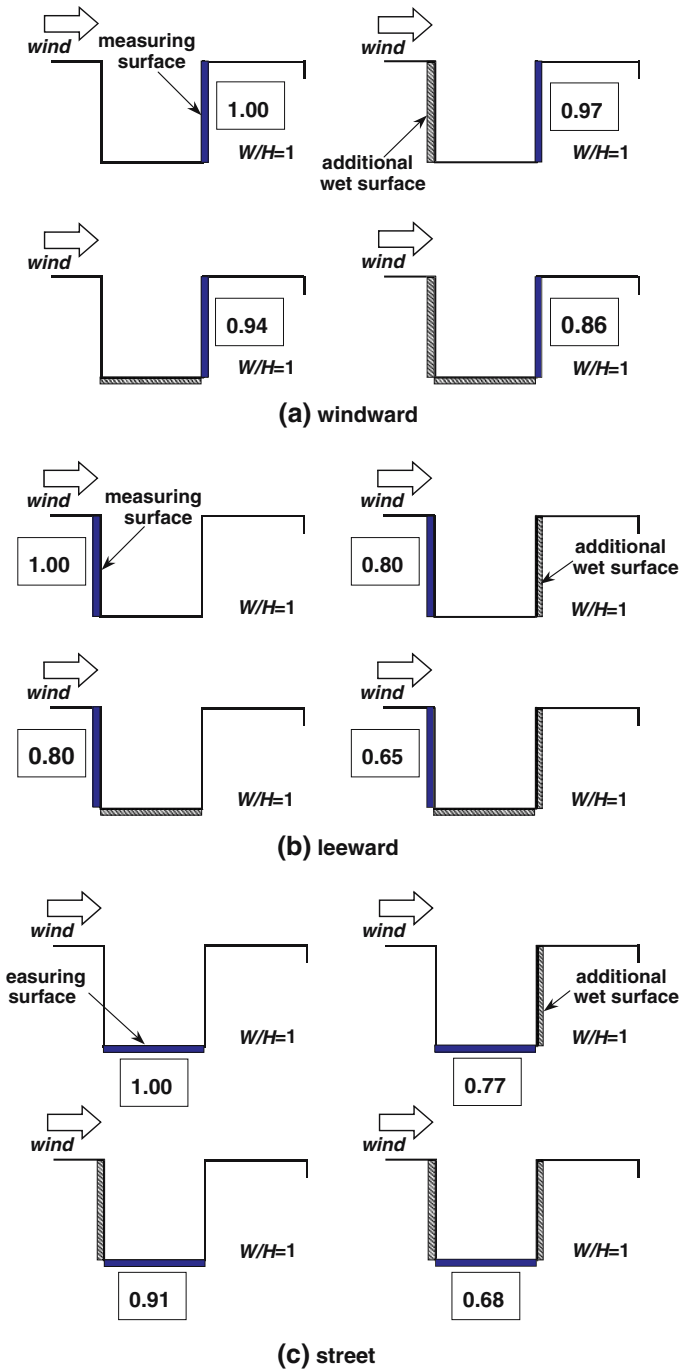 wind
measuring
surface
1.00
W/H=1
wind
additional
wet surface
0.97
W/H=1
wind
0.94
W/H=1
wind
0.86
W/H=1
(a) windward
wind
measuring
surface
1.00
W/H=1
wind
0.80
additional
wet surface
W/H=1
wind
0.80
W/H=1
wind
0.65
W/H=1
(b) leeward
wind
easuring
surface
W/H=1
1.00
wind
additional
wet surface
W/H=1
0.77
wind
W/H=1
0.91
wind
W/H=1
0.68
(c) street